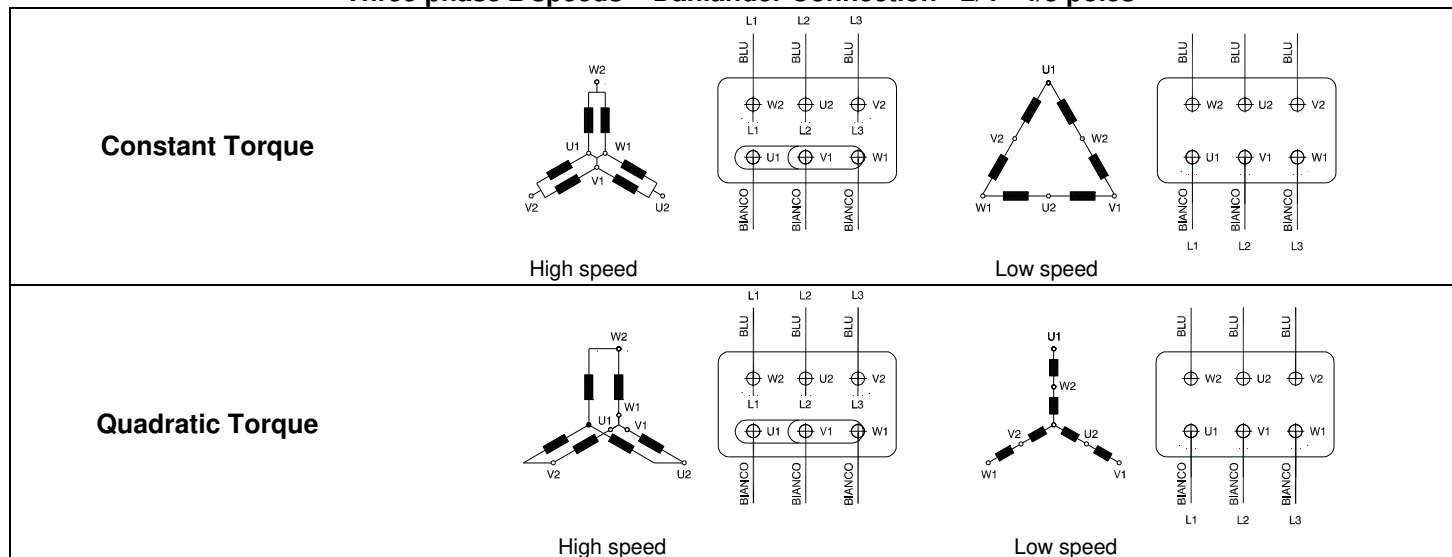 Three phase 2 speeds – Dahlander Connection - 2/4 - 4/8 poles
Constant Torque
W2
U1
W1
V1
V2
U2
High speed
L1
L2
L3
BLU
BLU
BLU
W2
U2
V2
L1
L2
L3
U1
V1
W1
BIANCO
BIANCO
BIANCO
U1
V2
W2
W1
U2
V1
Low speed
BLU
BLU
BLU
W2
U2
V2
U1
V1
W1
BIANCO
BIANCO
BIANCO
L1
L2
L3
Quadratic Torque
W2
W1
U1
V1
V2
U2
High speed
L1
L2
L3
BLU
BLU
BLU
W2
U2
V2
L1
L2
L3
U1
V1
W1
BIANCO
BIANCO
BIANCO
U1
W2
V2
U2
W1
V1
Low speed
BLU
BLU
BLU
W2
U2
V2
U1
V1
W1
BIANCO
BIANCO
BIANCO
L1
L2
L3